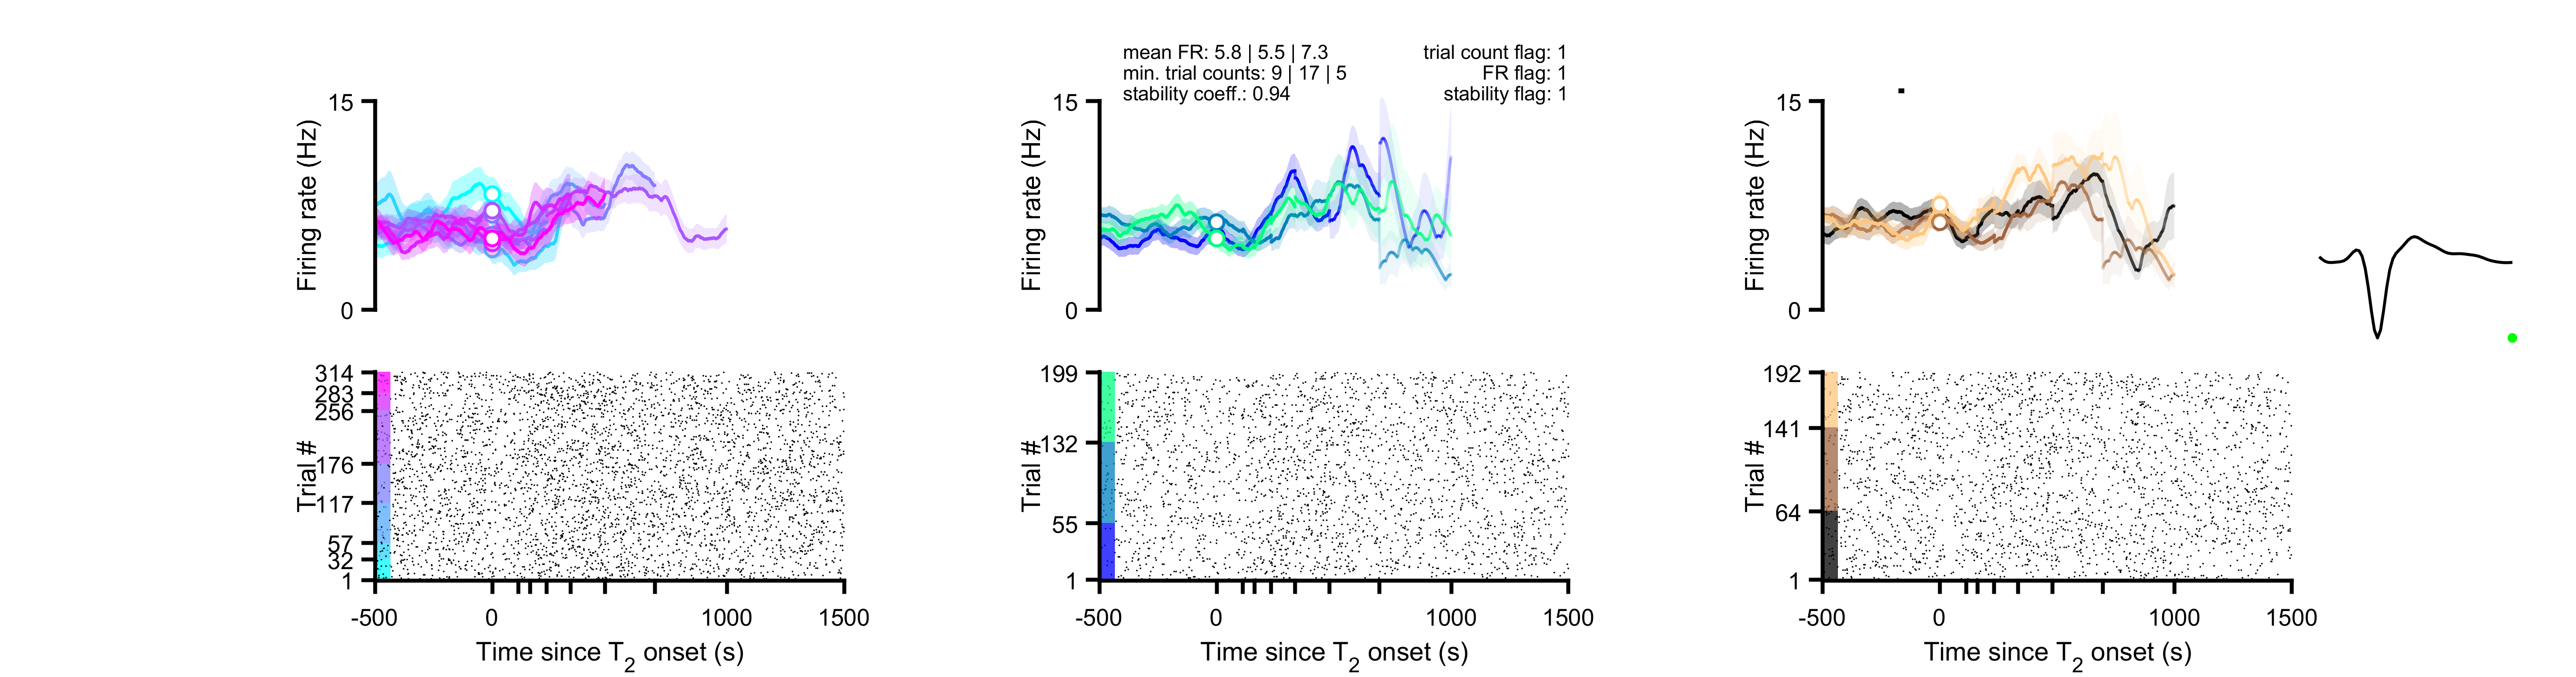 mean FR: 5.8 | 5.5 | 7.3
min. trial counts: 9 | 17 | 5
stability coeff.: 0.94
trial count flag: 1
FR flag: 1
stability flag: 1
15
0
Firing rate (Hz)
314
283
256
176
117
57
32
1
Trial #
-500
0
1000
1500
Time since T2 onset (s)
15
0
Firing rate (Hz)
199
132
55
1
Trial #
-500
0
1000
1500
Time since T2 onset (s)
15
0
Firing rate (Hz)
192
141
64
1
Trial #
-500
0
1000
1500
Time since T2 onset (s)